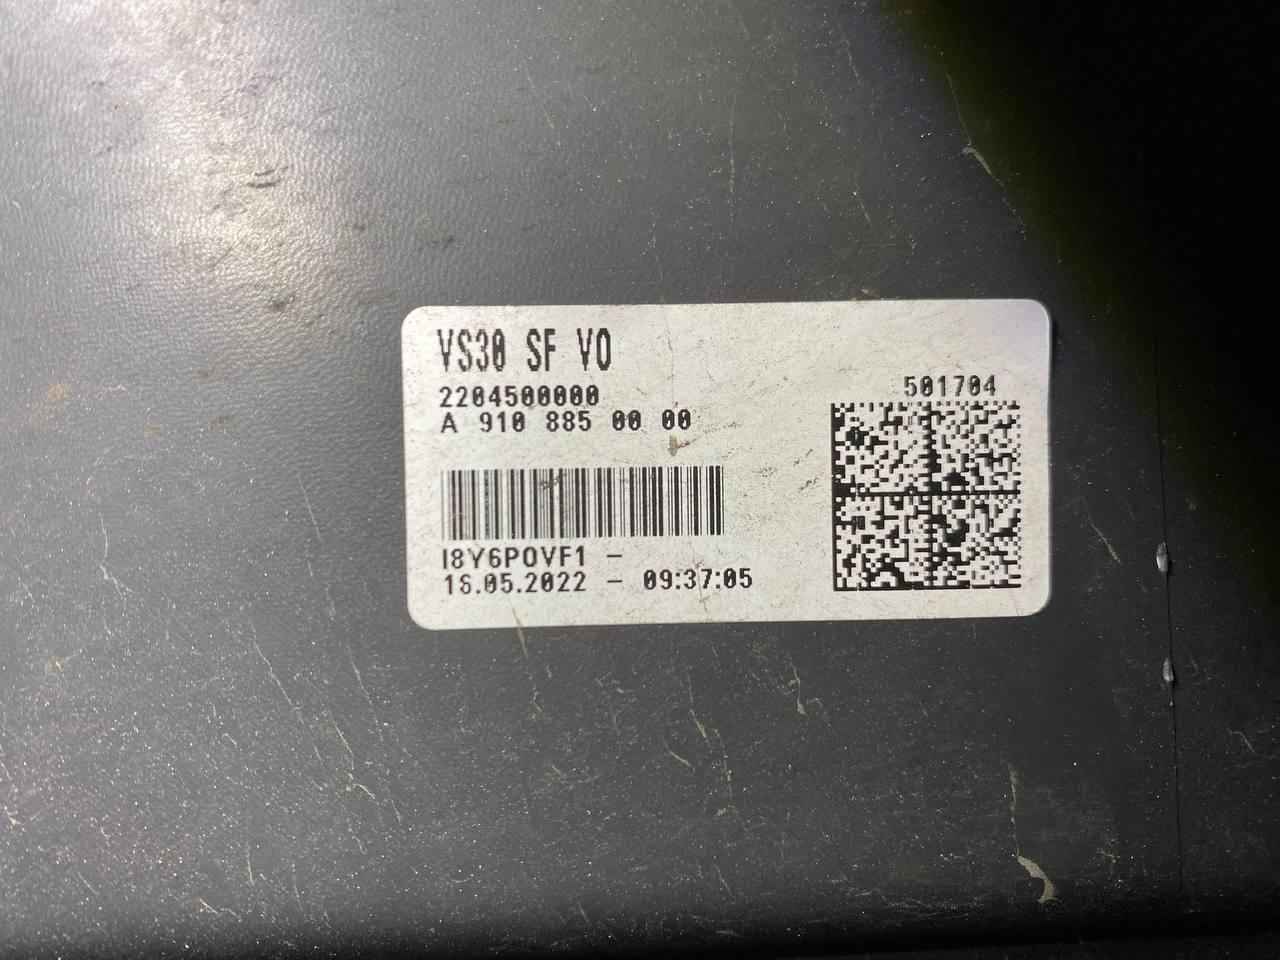 VS30 SF VO
2204500000
A 910 885 00 00
501704
I8Y6POVF1 -
16.05.2022 - 09:37:05